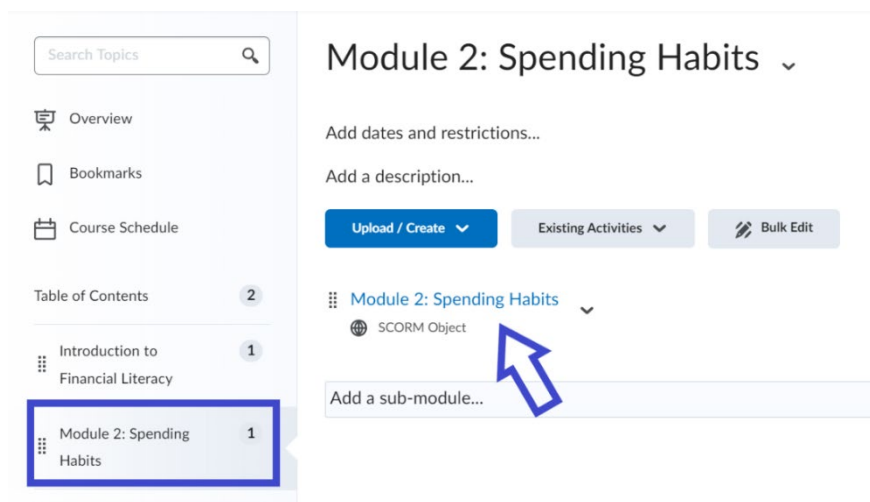 Search Topics
Overview
Bookmarks
Course Schedule
Table of Contents 2
Introduction to 1
Financial Literacy
Module 2: Spending 1
Habits
Module 2: Spending Habits
Add dates and restrictions...
Add a description...
Upload / Create Existing Activities Bulk Edit
Module 2: Spending Habits
SCORM Object
Add a sub-module...